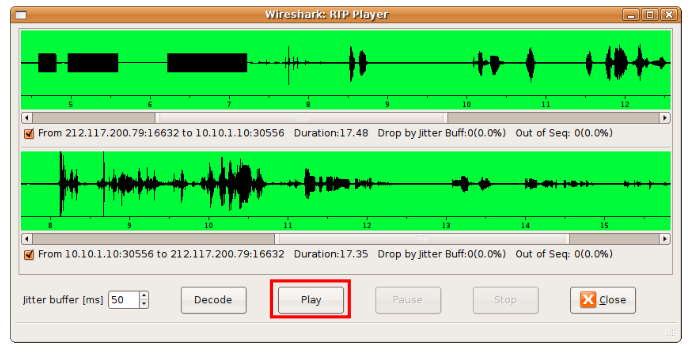 Wireshark: RTP Player
5 6 7 8 9 10 11 12
From 212.117.200.79:16632 to 10.10.1.10:30556 Duration:17.48 Drop by Jitter Buff:0(0.0%) Out of Seq: 0(0.0%)
8 9 10 11 12 13 14 15
From 10.10.1.10:30556 to 212.117.200.79:16632 Duration:17.35 Drop by Jitter Buff:0(0.0%) Out of Seq: 0(0.0%)
Jitter buffer [ms] 50 Decode Play Pause Stop Close